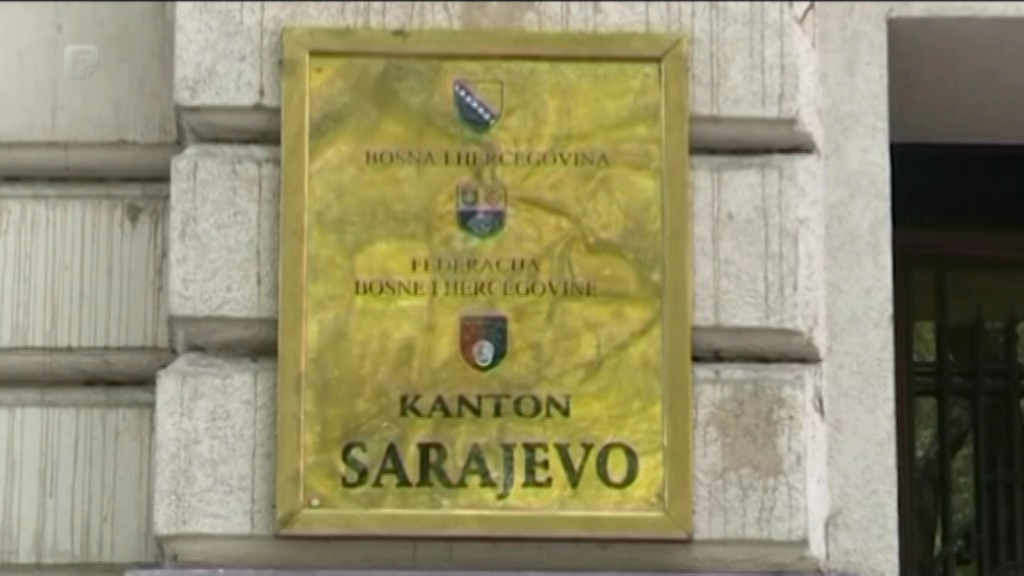 BOSNA I HERCEGOVINA
FEDERACIJA
BOSNE I HERCEGOVINE
KANTON
SARAJEVO